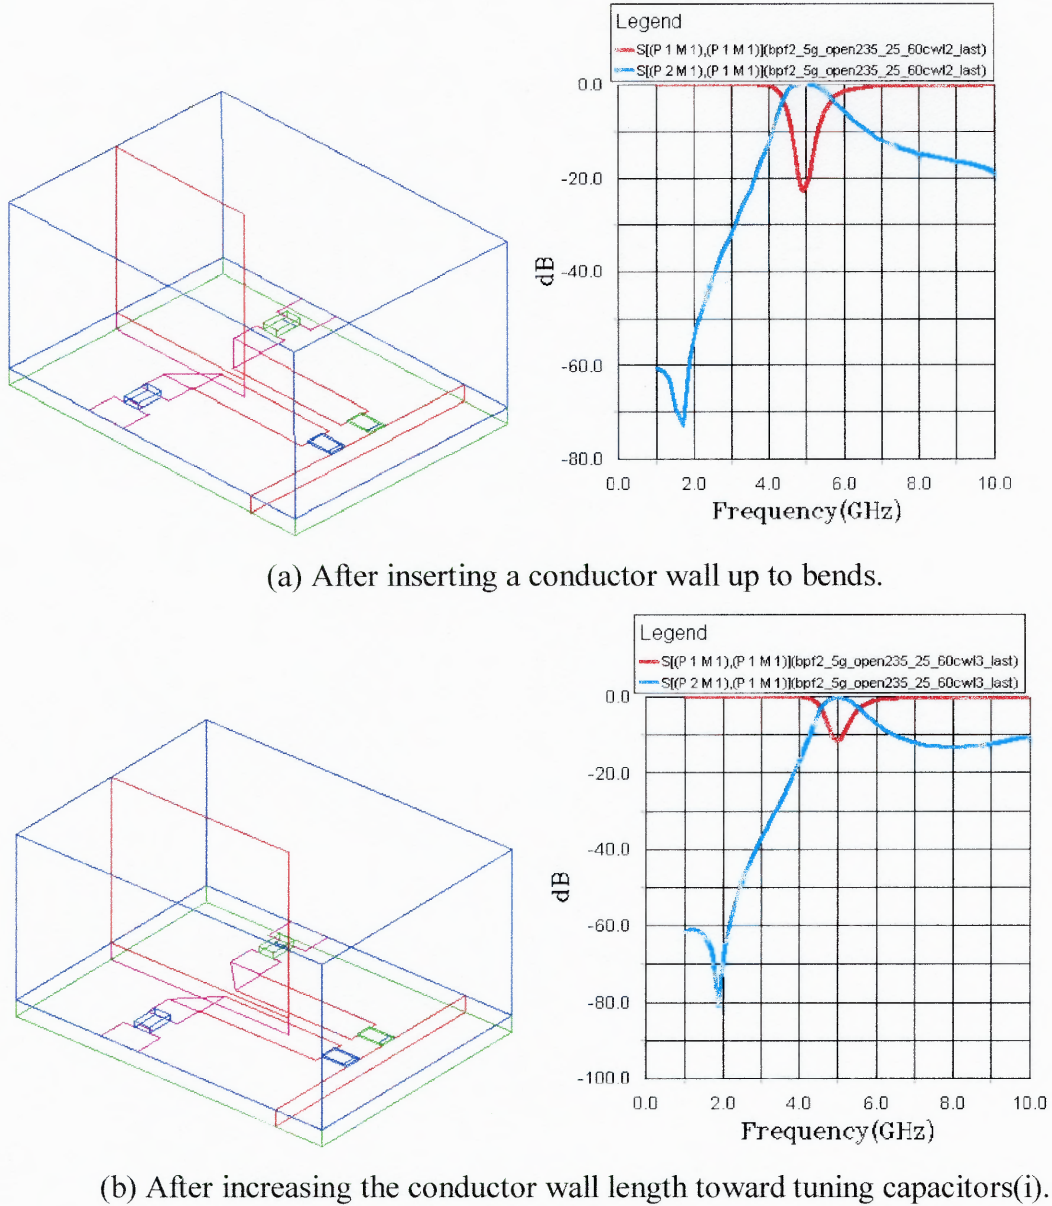 Legend
S[(P 1 M 1),(P 1 M 1)](bpf2_5g_open235_25_60cwl2_last)
S[(P 2 M 1),(P 1 M 1)](bpf2_5g_open235_25_60cwl2_last)
0.0
-20.0
-40.0
-60.0
-80.0
dB
0.0 2.0 4.0 6.0 8.0 10.0
Frequency(GHz)
(a) After inserting a conductor wall up to bends.
Legend
S[(P 1 M 1),(P 1 M 1)](bpf2_5g_open235_25_60cwl3_last)
S[(P 2 M 1),(P 1 M 1)](bpf2_5g_open235_25_60cwl3_last)
0.0
-20.0
-40.0
-60.0
-80.0
-100.0
dB
0.0 2.0 4.0 6.0 8.0 10.0
Frequency(GHz)
(b) After increasing the conductor wall length toward tuning capacitors(i).